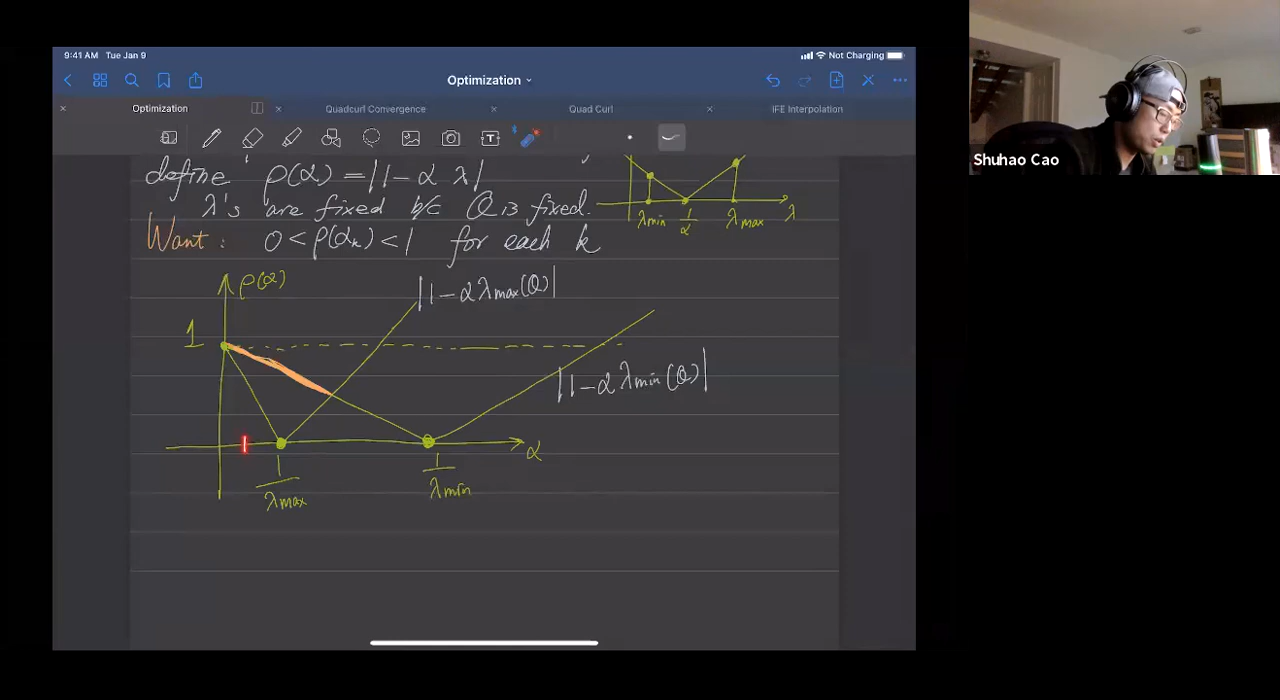 9:41 AM Tue Jan 9
Not Charging
Optimization
Optimization
Quadcurl Convergence
Quad Curl
IFE Interpolation
Shuhao Cao
define ρ(α) = |1 - α λ|
λ's are fixed b/c Q is fixed.
Want: 0 < ρ(αₖ) < 1 for each k
λmin
1/α
λmax
λ
ρ(α)
|1 - αλmax(Q)|
1
|1 - αλmin(Q)|
α
1/λmax
1/λmin